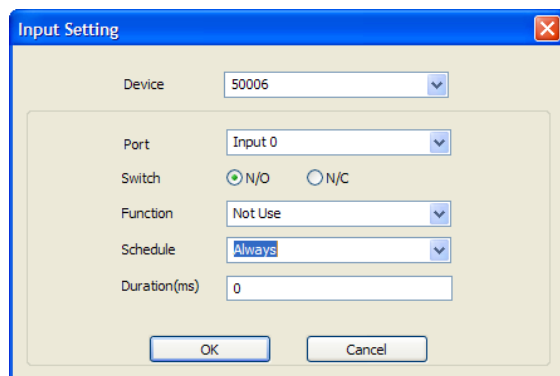 Input Setting
Device 50006
Port Input 0
Switch N/O N/C
Function Not Use
Schedule Always
Duration(ms) 0
OK Cancel